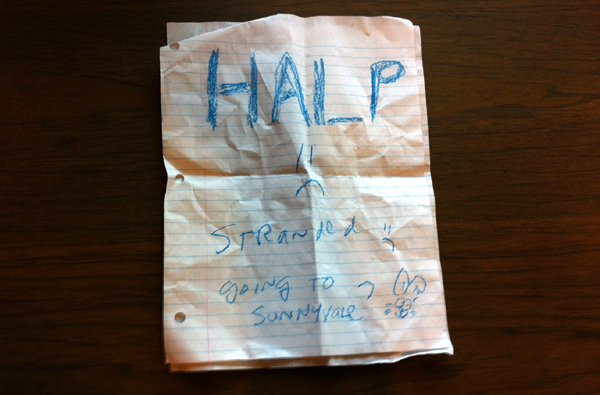 HALP
STRANdEd
going TO
SUNNYVALE